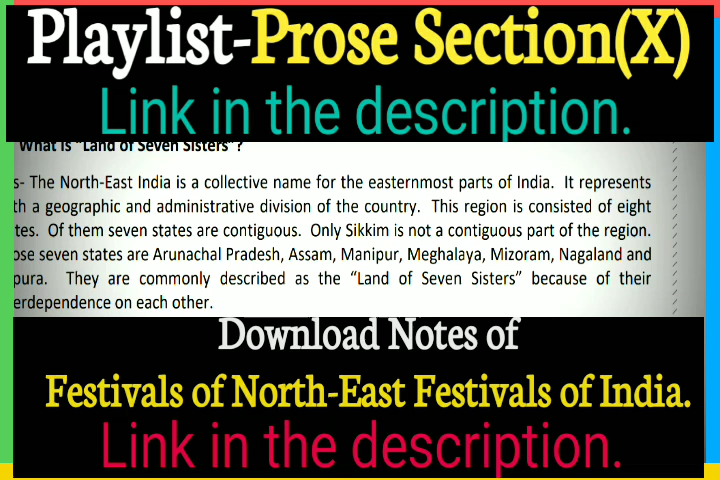 Playlist-Prose Section(X)
Link in the description.
What is "Land of Seven Sisters"?
s- The North-East India is a collective name for the easternmost parts of India. It represents
th a geographic and administrative division of the country. This region is consisted of eight
tes. Of them seven states are contiguous. Only Sikkim is not a contiguous part of the region.
ose seven states are Arunachal Pradesh, Assam, Manipur, Meghalaya, Mizoram, Nagaland and
pura. They are commonly described as the “Land of Seven Sisters” because of their
erdependence on each other.
Download Notes of
Festivals of North-East Festivals of India.
Link in the description.